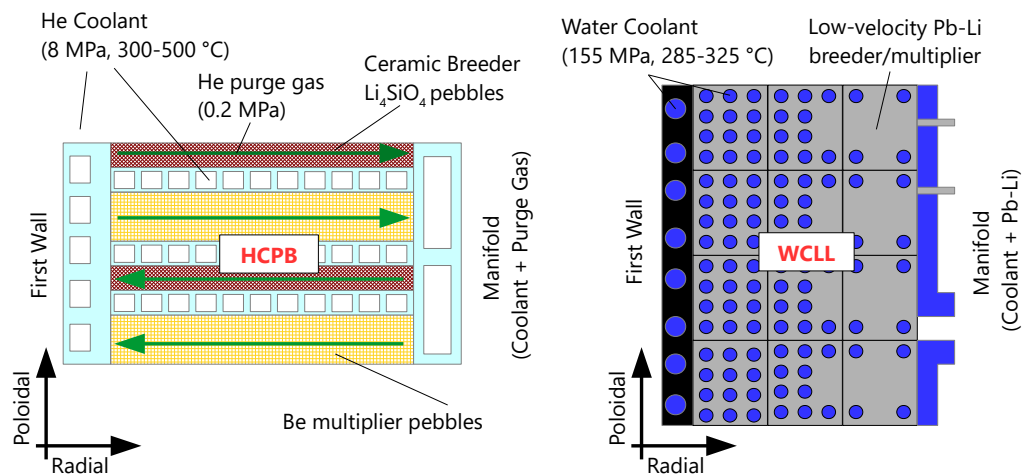 He Coolant
(8 MPa, 300-500 °C)
He purge gas
(0.2 MPa)
Ceramic Breeder
Li₄SiO₄ pebbles
First Wall
HCPB
Manifold
(Coolant + Purge Gas)
Poloidal
Radial
Be multiplier pebbles
Water Coolant
(155 MPa, 285-325 °C)
Low-velocity Pb-Li
breeder/multiplier
First Wall
WCLL
Manifold
(Coolant + Pb-Li)
Poloidal
Radial